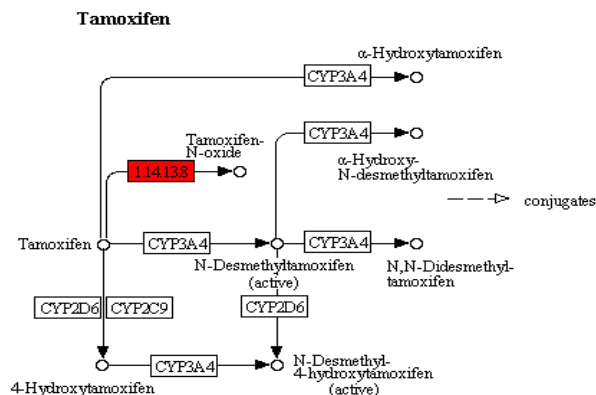 Tamoxifen
α-Hydroxytamoxifen
CYP3A4
Tamoxifen-
N-oxide
1.14.13.8
CYP3A4
α-Hydroxy-
N-desmethyltamoxifen
conjugates
Tamoxifen
CYP3A4
CYP3A4
N-Desmethyltamoxifen
(active)
N,N-Didesmethyl-
tamoxifen
CYP2D6
CYP2C9
CYP2D6
CYP3A4
4-Hydroxytamoxifen
N-Desmethyl-
4-hydroxytamoxifen
(active)